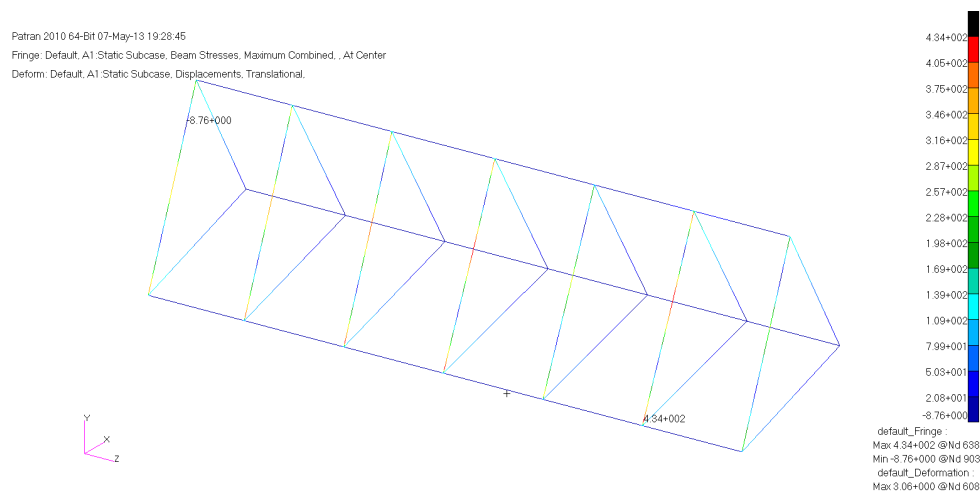 Patran 2010 64-Bit 07-May-13 19:28:45
Fringe: Default, A1:Static Subcase, Beam Stresses, Maximum Combined, , At Center
Deform: Default, A1:Static Subcase, Displacements, Translational,
-8.76+000
4.34+002
Y
X
Z
4.34+002
4.05+002
3.75+002
3.46+002
3.16+002
2.87+002
2.57+002
2.28+002
1.98+002
1.69+002
1.39+002
1.09+002
7.99+001
5.03+001
2.08+001
-8.76+000
default_Fringe :
Max 4.34+002 @Nd 638
Min -8.76+000 @Nd 903
default_Deformation :
Max 3.06+000 @Nd 608